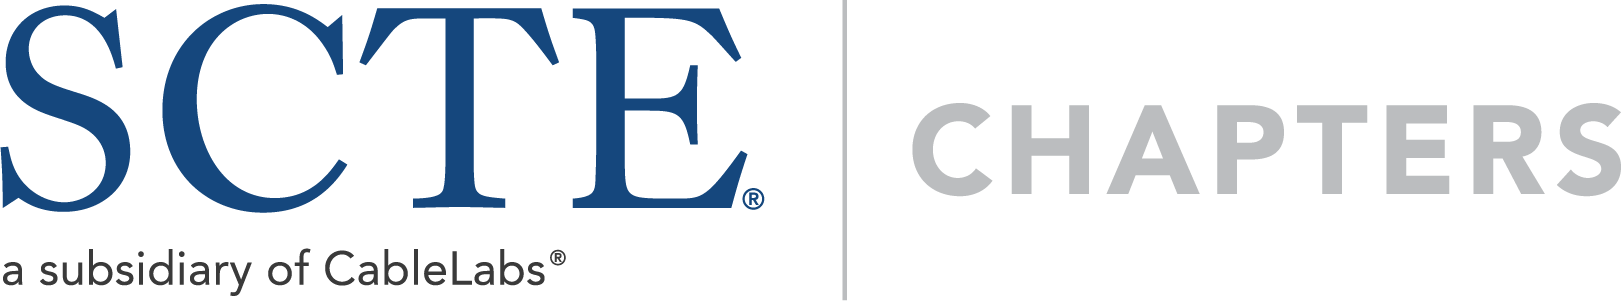 SCTE®
a subsidiary of CableLabs®
CHAPTERS